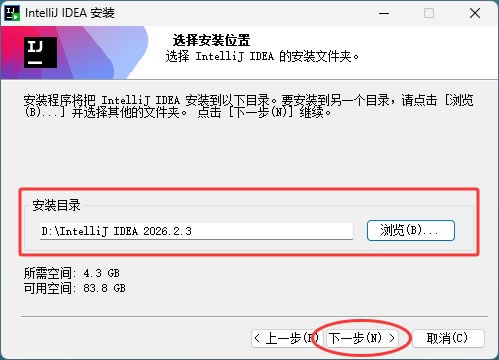 IntelliJ IDEA 安装
IJ
选择安装位置
选择 IntelliJ IDEA 的安装文件夹。
安装程序将把 IntelliJ IDEA 安装到以下目录。要安装到另一个目录，请点击 [浏览
(B)...] 并选择其他的文件夹。 点击 [下一步(N)] 继续。
安装目录
D:\IntelliJ IDEA 2026.2.3
浏览(B)...
所需空间: 4.3 GB
可用空间: 83.8 GB
< 上一步(P) 下一步(N) > 取消(C)